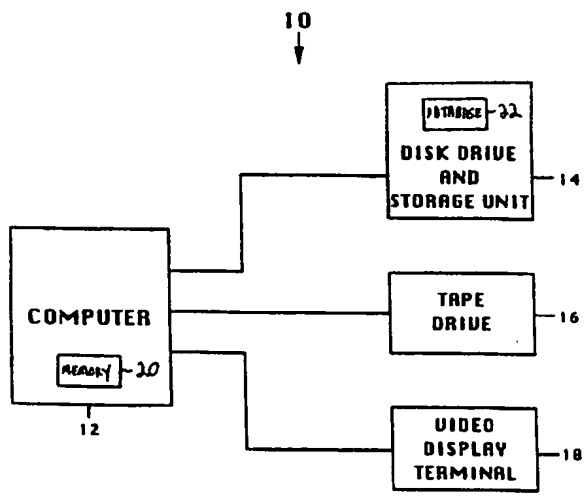 10
DATABASE 22
DISK DRIVE
AND
STORAGE UNIT
14
COMPUTER
MEMORY 20
12
TAPE
DRIVE
16
VIDEO
DISPLAY
TERMINAL
18